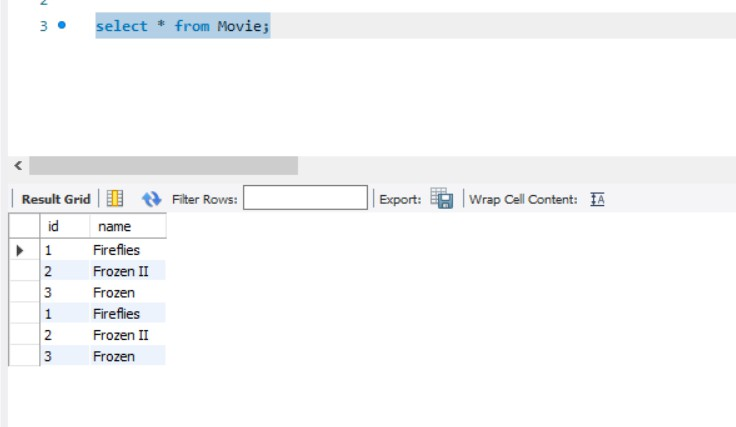 2
3 select * from Movie;
<
Result Grid Filter Rows: Export: Wrap Cell Content: IA
id name
1 Fireflies
2 Frozen II
3 Frozen
1 Fireflies
2 Frozen II
3 Frozen